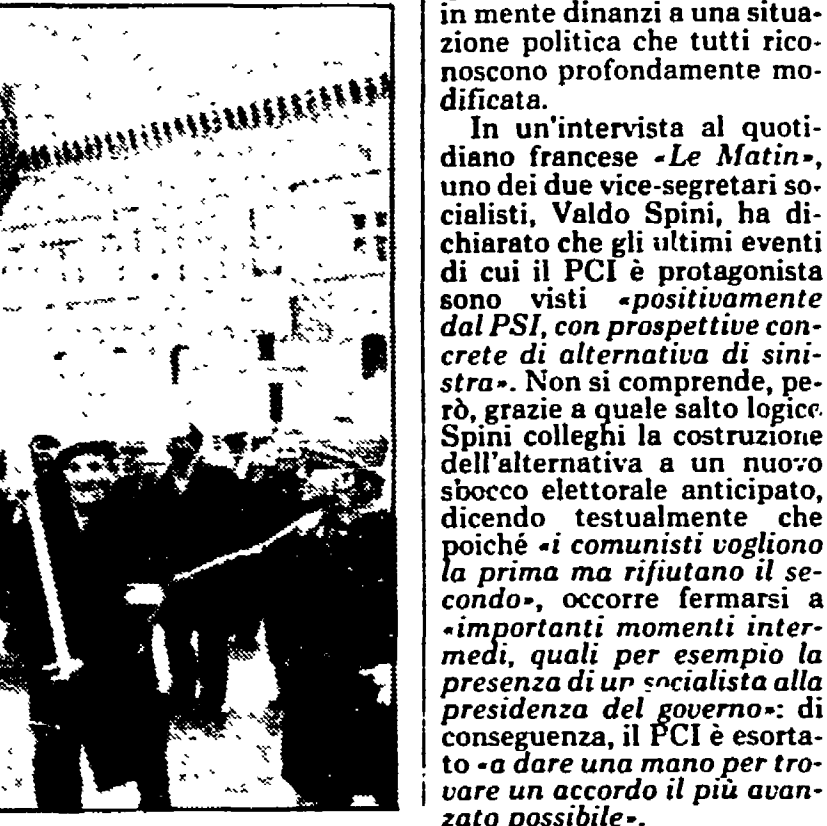 in mente dinanzi a una situa-
zione politica che tutti rico-
noscono profondamente mo-
dificata.
In un'intervista al quoti-
diano francese «Le Matin»,
uno dei due vice-segretari so-
cialisti, Valdo Spini, ha di-
chiarato che gli ultimi eventi
di cui il PCI è protagonista
sono visti «positivamente
dal PSI, con prospettive con-
crete di alternativa di sini-
stra». Non si comprende, pe-
rò, grazie a quale salto logico
Spini colleghi la costruzione
dell'alternativa a un nuovo
sbocco elettorale anticipato,
dicendo testualmente che
poiché «i comunisti vogliono
la prima ma rifiutano il se-
condo», occorre fermarsi a
«importanti momenti inter-
medi, quali per esempio la
presenza di un socialista alla
presidenza del governo»: di
conseguenza, il PCI è esorta-
to «a dare una mano per tro-
vare un accordo il più avan-
zato possibile».